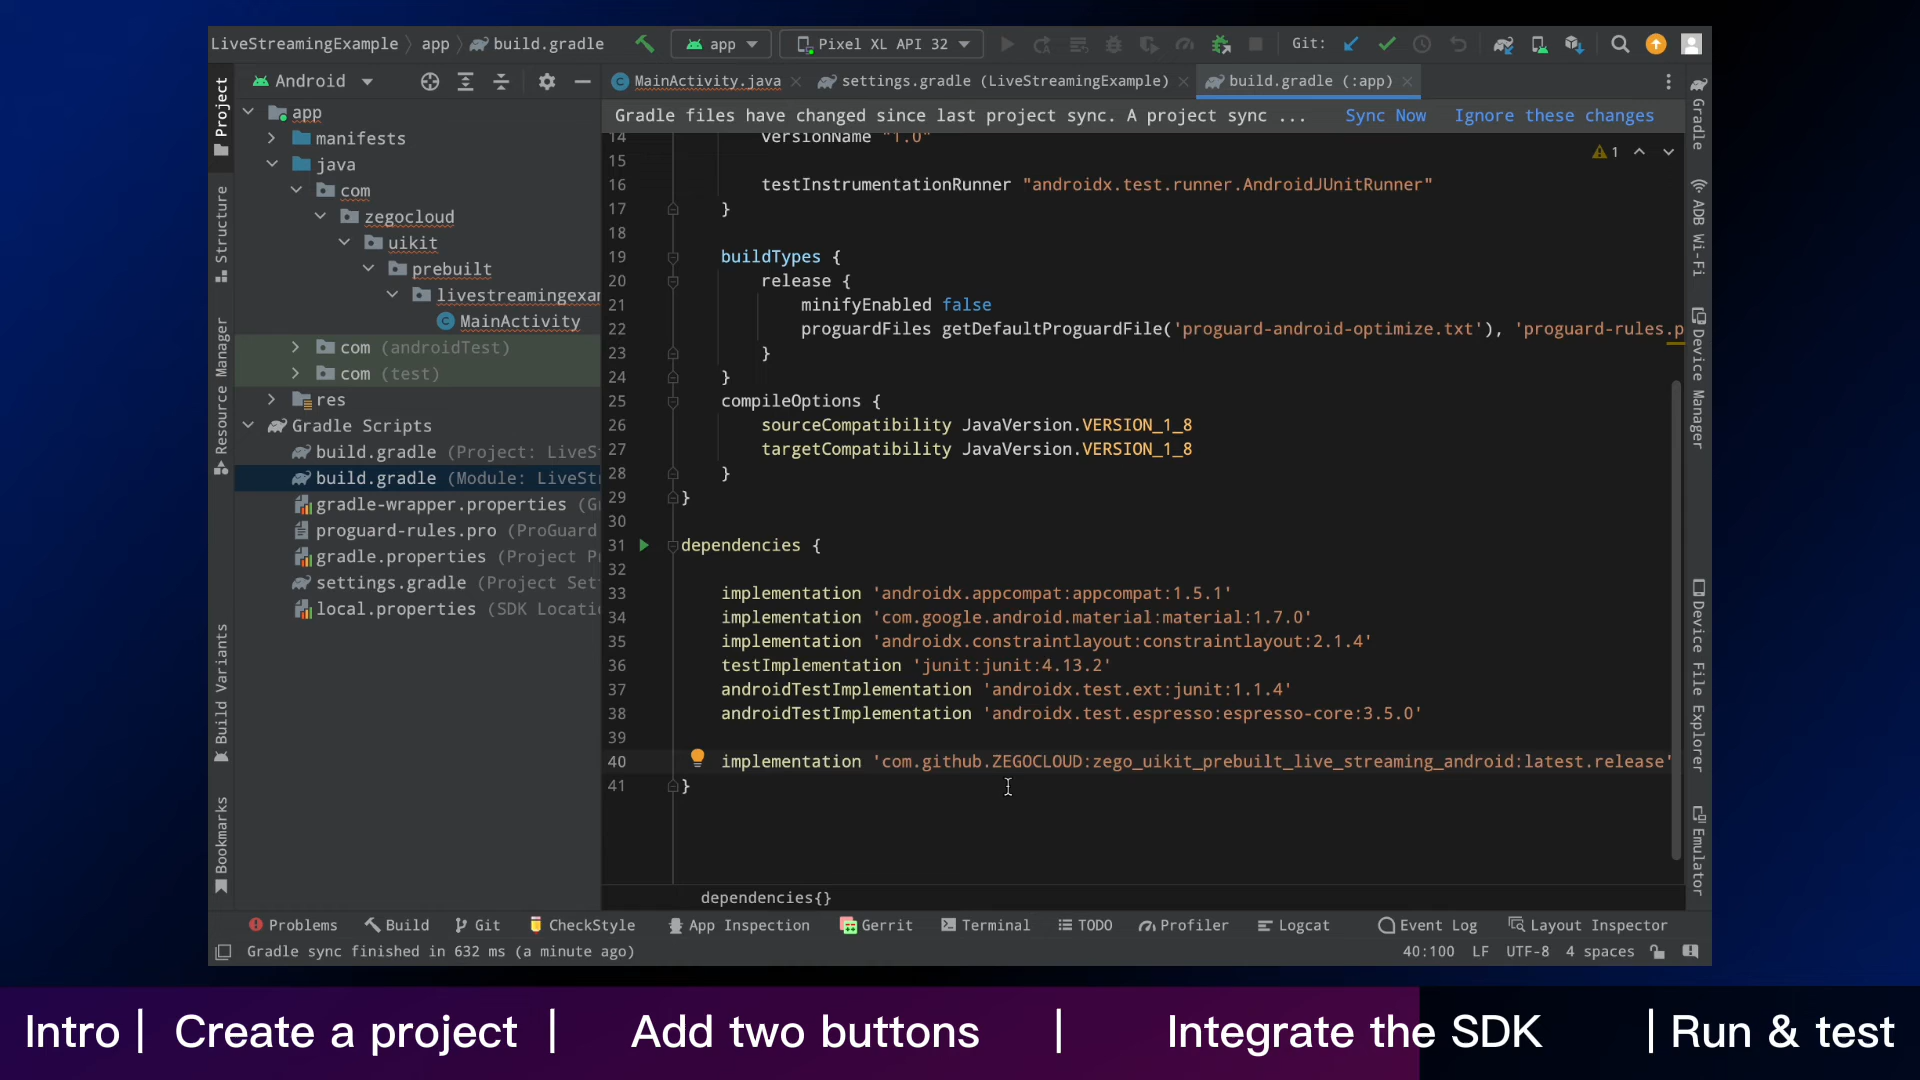 LiveStreamingExample app build.gradle app Pixel XL API 32 Git:
Android
MainActivity.java settings.gradle (LiveStreamingExample) build.gradle (:app)
Gradle files have changed since last project sync. A project sync ... Sync Now Ignore these changes
Project
Structure
Resource Manager
Build Variants
Bookmarks
app
manifests
java
com
zegocloud
uikit
prebuilt
livestreamingexar
MainActivity
com (androidTest)
com (test)
res
Gradle Scripts
build.gradle (Project: LiveS
build.gradle (Module: LiveSt
gradle-wrapper.properties (G
proguard-rules.pro (ProGuard
gradle.properties (Project P
settings.gradle (Project Set
local.properties (SDK Locati
14 versionName "1.0"
15
16 testInstrumentationRunner "androidx.test.runner.AndroidJUnitRunner"
17 }
18
19 buildTypes {
20 release {
21 minifyEnabled false
22 proguardFiles getDefaultProguardFile('proguard-android-optimize.txt'), 'proguard-rules.p
23 }
24 }
25 compileOptions {
26 sourceCompatibility JavaVersion.VERSION_1_8
27 targetCompatibility JavaVersion.VERSION_1_8
28 }
29 }
30
31 dependencies {
32
33 implementation 'androidx.appcompat:appcompat:1.5.1'
34 implementation 'com.google.android.material:material:1.7.0'
35 implementation 'androidx.constraintlayout:constraintlayout:2.1.4'
36 testImplementation 'junit:junit:4.13.2'
37 androidTestImplementation 'androidx.test.ext:junit:1.1.4'
38 androidTestImplementation 'androidx.test.espresso:espresso-core:3.5.0'
39
40 implementation 'com.github.ZEGOCLOUD:zego_uikit_prebuilt_live_streaming_android:latest.release'
41 }
1
Gradle
ADB Wi-Fi
Device Manager
Device File Explorer
Emulator
dependencies{}
Problems Build Git CheckStyle App Inspection Gerrit Terminal TODO Profiler Logcat Event Log Layout Inspector
Gradle sync finished in 632 ms (a minute ago) 40:100 LF UTF-8 4 spaces
Intro | Create a project | Add two buttons | Integrate the SDK | Run & test